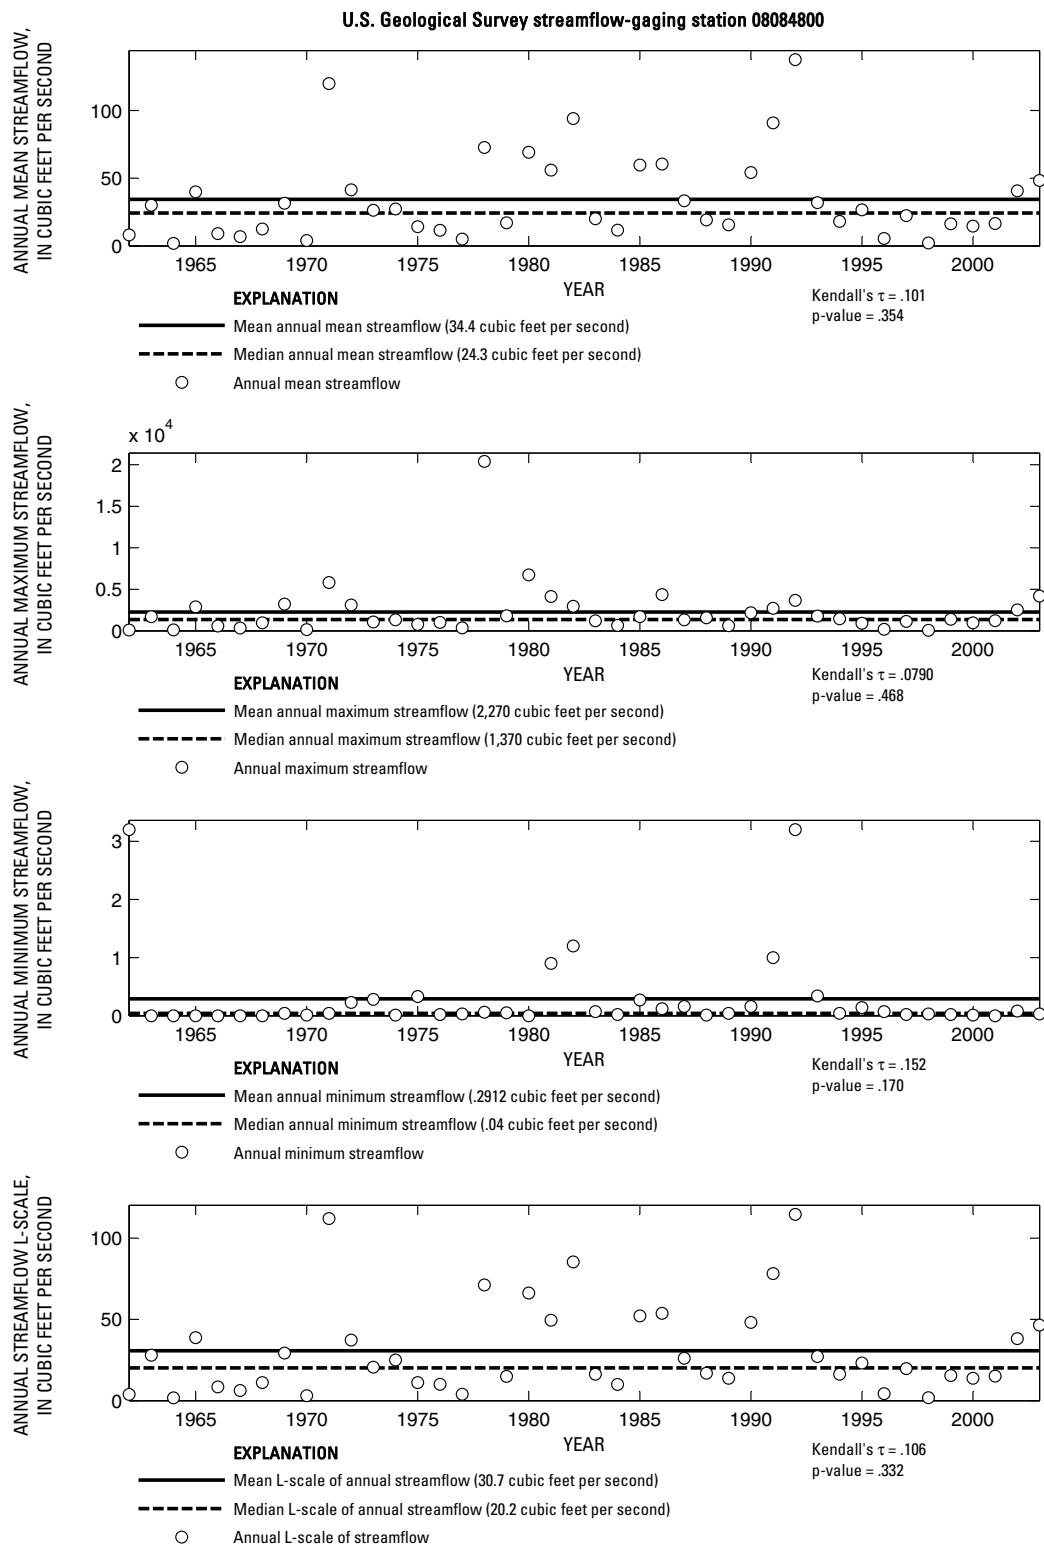 U.S. Geological Survey streamflow-gaging station 08084800
ANNUAL MEAN STREAMFLOW,
IN CUBIC FEET PER SECOND
100
50
0
1965 1970 1975 1980 1985 1990 1995 2000
YEAR
Kendall's τ = .101
p-value = .354
EXPLANATION
Mean annual mean streamflow (34.4 cubic feet per second)
Median annual mean streamflow (24.3 cubic feet per second)
Annual mean streamflow
ANNUAL MAXIMUM STREAMFLOW,
IN CUBIC FEET PER SECOND
x 10^4
2
1.5
1
0.5
0
1965 1970 1975 1980 1985 1990 1995 2000
YEAR
Kendall's τ = .0790
p-value = .468
EXPLANATION
Mean annual maximum streamflow (2,270 cubic feet per second)
Median annual maximum streamflow (1,370 cubic feet per second)
Annual maximum streamflow
ANNUAL MINIMUM STREAMFLOW,
IN CUBIC FEET PER SECOND
3
2
1
0
1965 1970 1975 1980 1985 1990 1995 2000
YEAR
Kendall's τ = .152
p-value = .170
EXPLANATION
Mean annual minimum streamflow (.2912 cubic feet per second)
Median annual minimum streamflow (.04 cubic feet per second)
Annual minimum streamflow
ANNUAL STREAMFLOW L-SCALE,
IN CUBIC FEET PER SECOND
100
50
0
1965 1970 1975 1980 1985 1990 1995 2000
YEAR
Kendall's τ = .106
p-value = .332
EXPLANATION
Mean L-scale of annual streamflow (30.7 cubic feet per second)
Median L-scale of annual streamflow (20.2 cubic feet per second)
Annual L-scale of streamflow